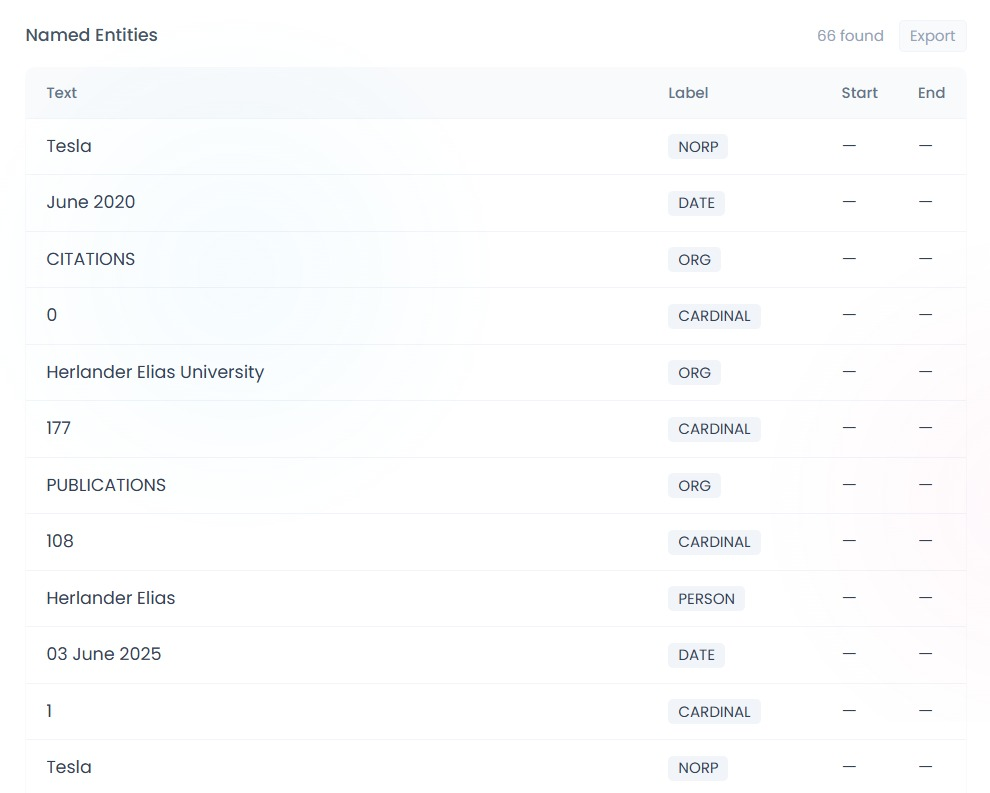 Named Entities 66 found Export
Text Label Start End
Tesla NORP — —
June 2020 DATE — —
CITATIONS ORG — —
0 CARDINAL — —
Herlander Elias University ORG — —
177 CARDINAL — —
PUBLICATIONS ORG — —
108 CARDINAL — —
Herlander Elias PERSON — —
03 June 2025 DATE — —
1 CARDINAL — —
Tesla NORP — —